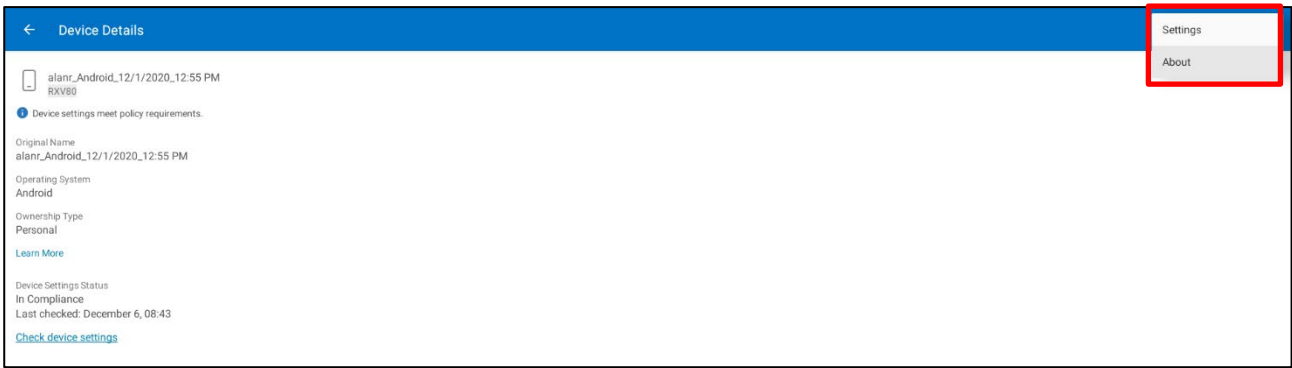 Device Details
Settings
About
alanr_Android_12/1/2020_12:55 PM
RXV80
Device settings meet policy requirements.
Original Name
alanr_Android_12/1/2020_12:55 PM
Operating System
Android
Ownership Type
Personal
Learn More
Device Settings Status
In Compliance
Last checked: December 6, 08:43
Check device settings